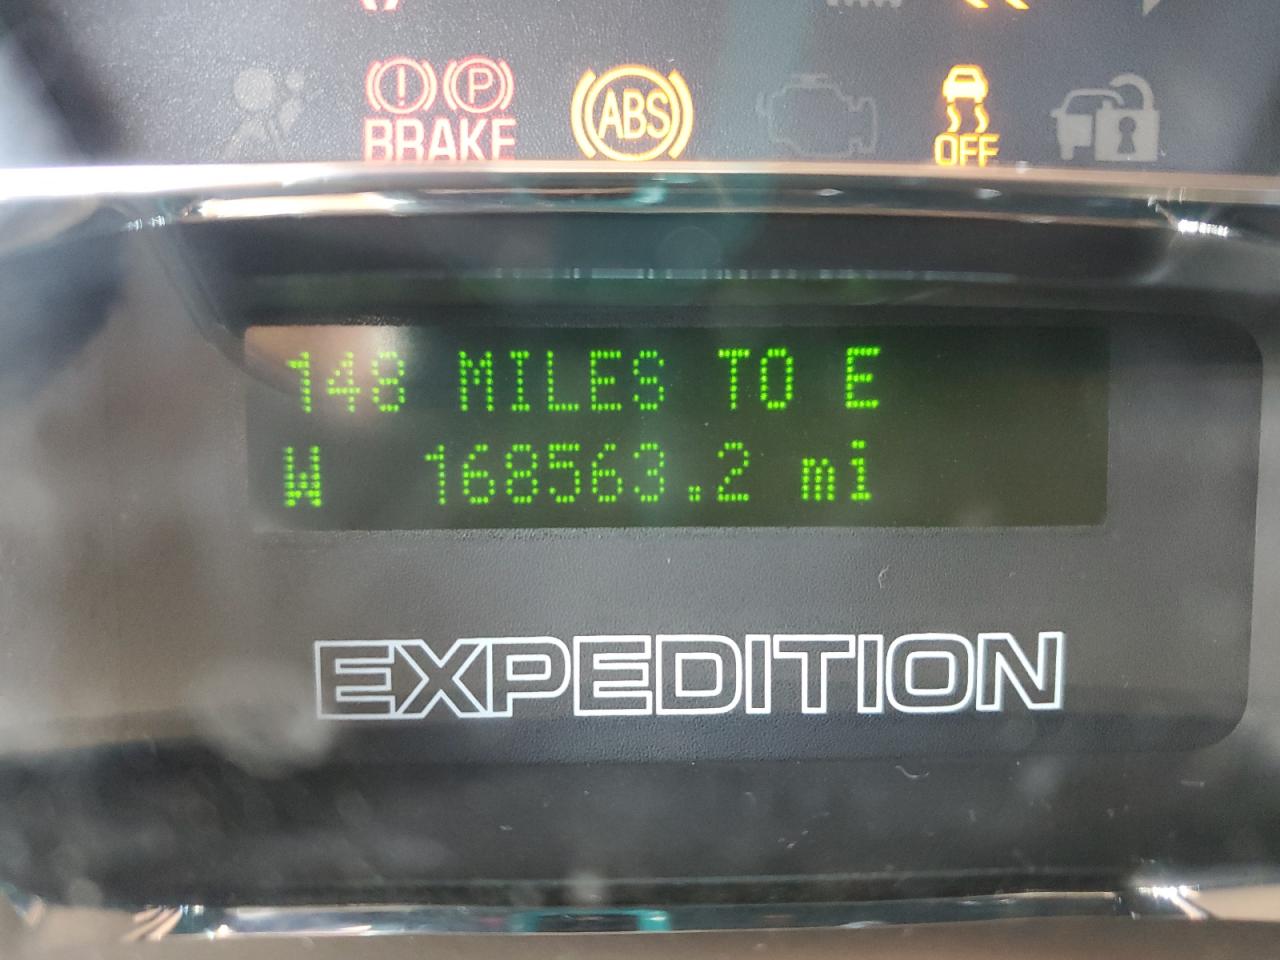 ! P
BRAKE ABS OFF
148 MILES TO E
W 168563.2 mi
EXPEDITION